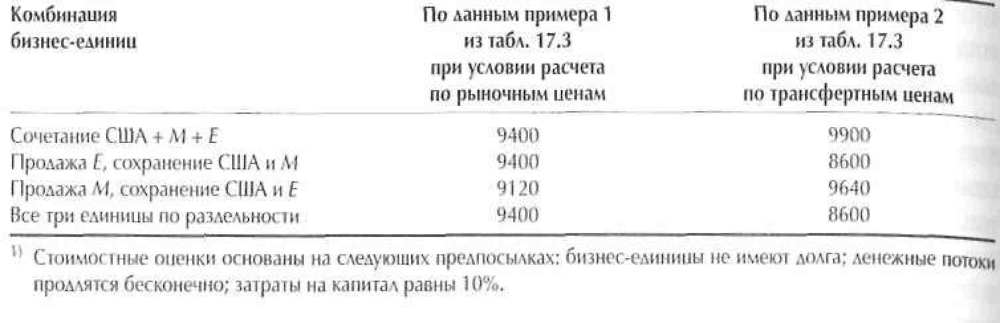 Комбинация По данным примера 1 По данным примера 2
бизнес-единиц из табл. 17.3 из табл. 17.3
при условии расчета при условии расчета
по рыночным ценам по трансфертным ценам
Сочетание США + М + Е 9400 9900
Продажа Е, сохранение США и М 9400 8600
Продажа М, сохранение США и Е 9120 9640
Все три единицы по раздельности 9400 8600
1) Стоимостные оценки основаны на следующих предпосылках: бизнес-единицы не имеют долга; денежные потоки
продлятся бесконечно; затраты на капитал равны 10%.